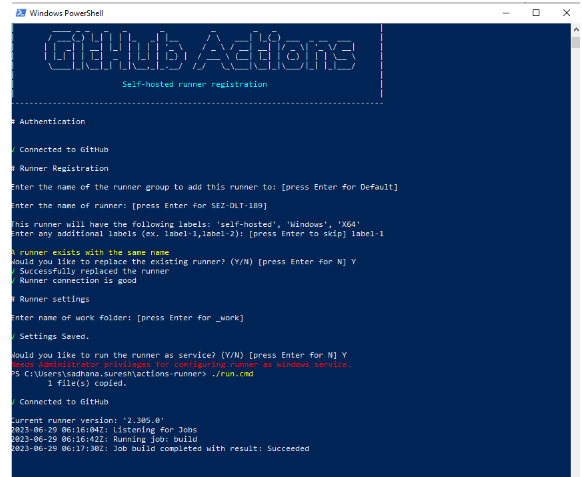 Windows PowerShell
GitHub Actions
Self-hosted runner registration
# Authentication
√ Connected to GitHub
# Runner Registration
Enter the name of the runner group to add this runner to: [press Enter for Default]
Enter the name of runner: [press Enter for SEZ-DLT-189]
This runner will have the following labels: 'self-hosted', 'Windows', 'X64'
Enter any additional labels (ex. label-1,label-2): [press Enter to skip] label-1
A runner exists with the same name
Would you like to replace the existing runner? (Y/N) [press Enter for N] Y
√ Successfully replaced the runner
√ Runner connection is good
# Runner settings
Enter name of work folder: [press Enter for _work]
√ Settings Saved.
Would you like to run the runner as service? (Y/N) [press Enter for N] Y
Needs Administrator privileges for configuring runner as windows service.
PS C:\Users\sadhana.suresh\actions-runner> ./run.cmd
1 file(s) copied.
√ Connected to GitHub
Current runner version: '2.305.0'
2023-06-29 06:16:04Z: Listening for Jobs
2023-06-29 06:16:42Z: Running job: build
2023-06-29 06:17:30Z: Job build completed with result: Succeeded